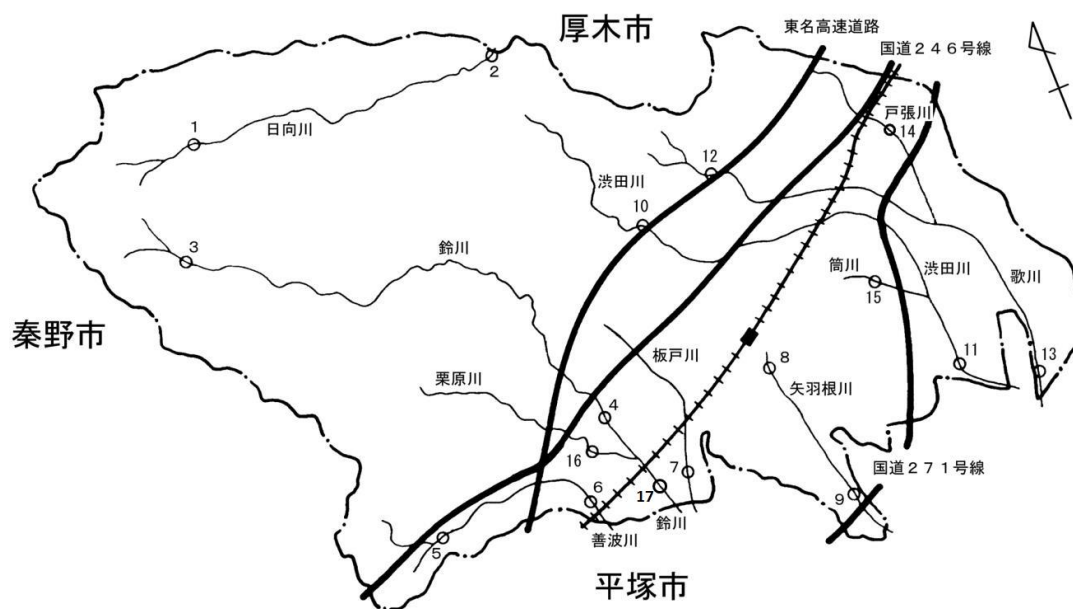 厚木市
東名高速道路
国道246号線
2
戸張川
14
1
日向川
12
渋田川
10
3
鈴川
筒川
15
渋田川
歌川
秦野市
板戸川
8
11
13
栗原川
矢羽根川
4
16
7
国道271号線
6
17
9
鈴川
5
善波川
平塚市